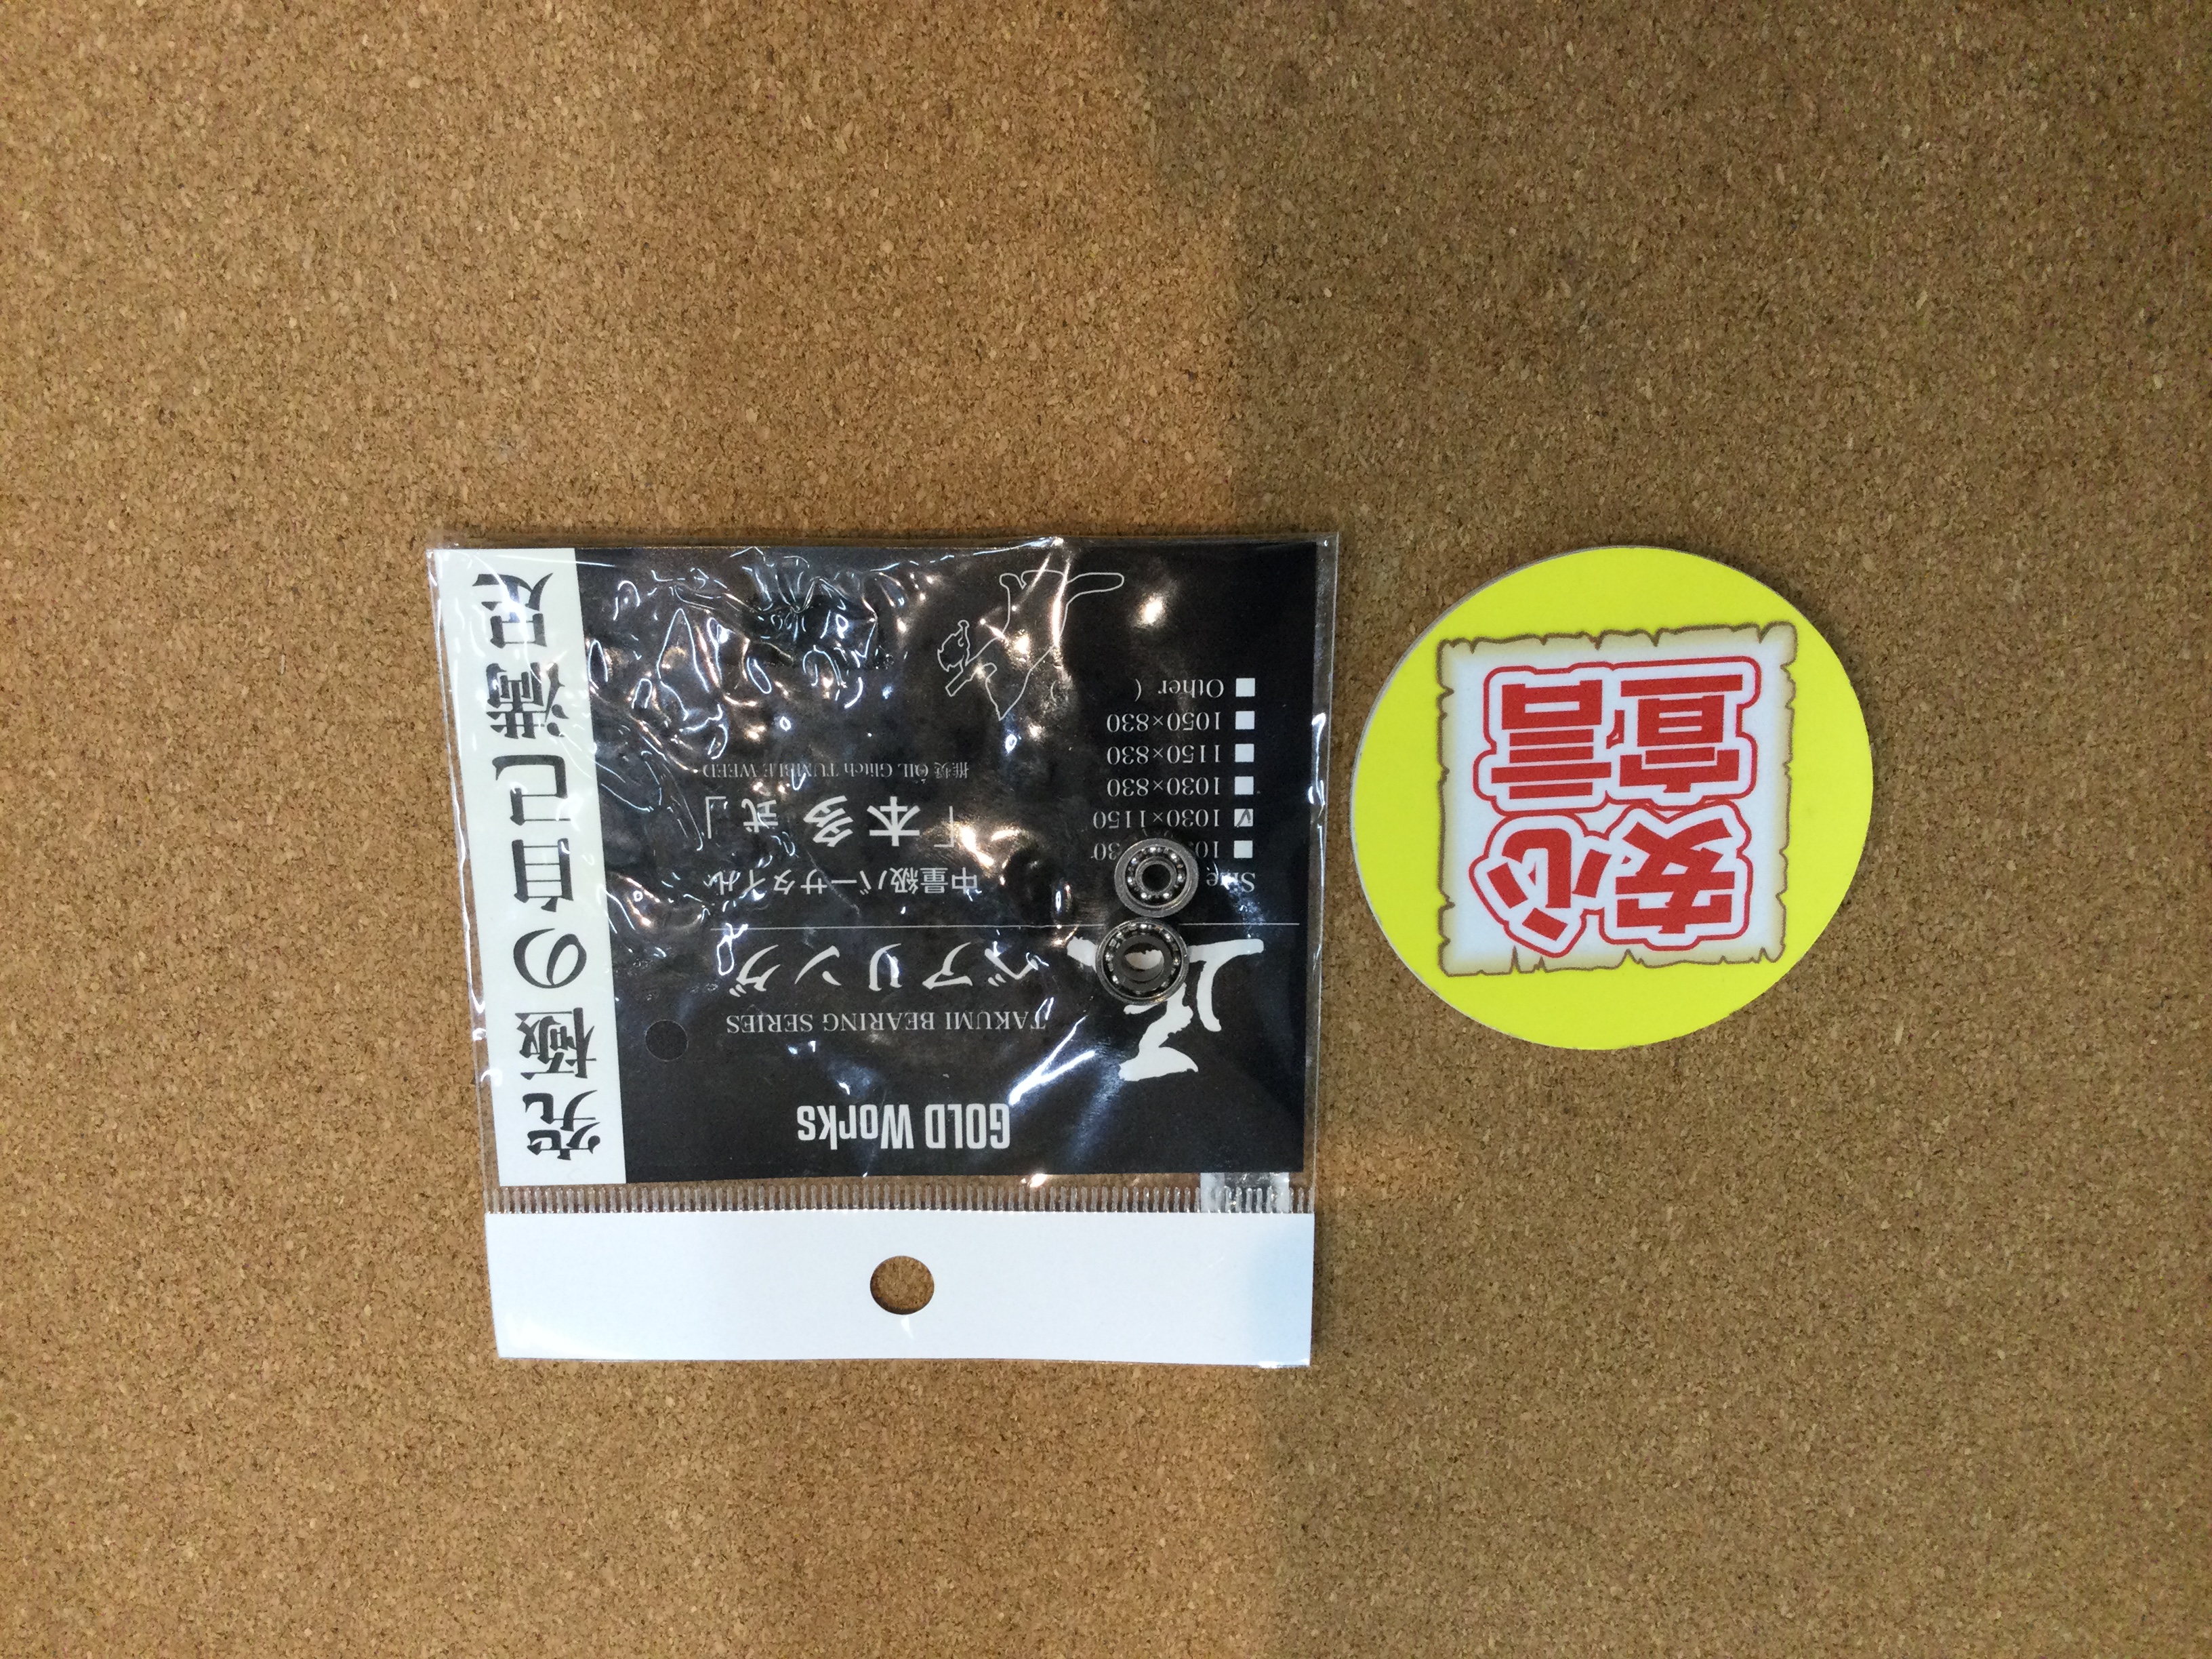 GOLD Works
匠
TAKUMI BEARING SERIES
ベアリング
中量級バーサタイル
「本多式」
推奨 OIL Glitch TUMBLE WEED
Size
1030×1150
1030×830
1150×830
1050×830
Other (
究極の自己満足
安心
宣言